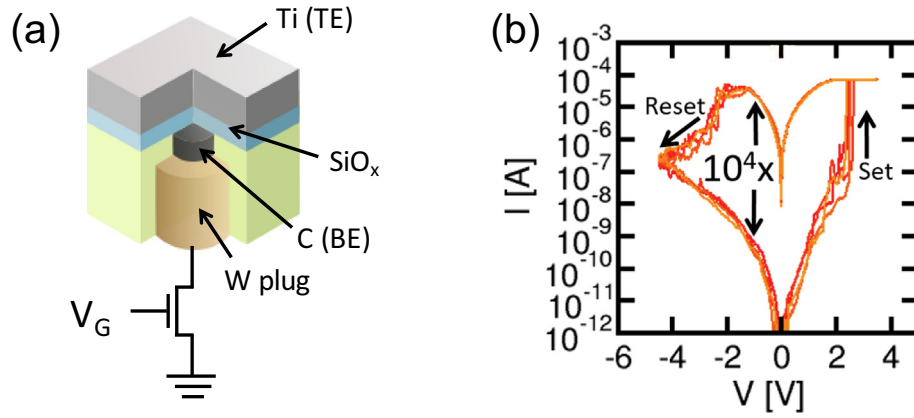 (a)
Ti (TE)
SiOₓ
C (BE)
W plug
V_G
(b)
I [A]
10⁻³
10⁻⁴
10⁻⁵
10⁻⁶
10⁻⁷
10⁻⁸
10⁻⁹
10⁻¹⁰
10⁻¹¹
10⁻¹²
Reset
10⁴x
Set
-6 -4 -2 0 2 4
V [V]